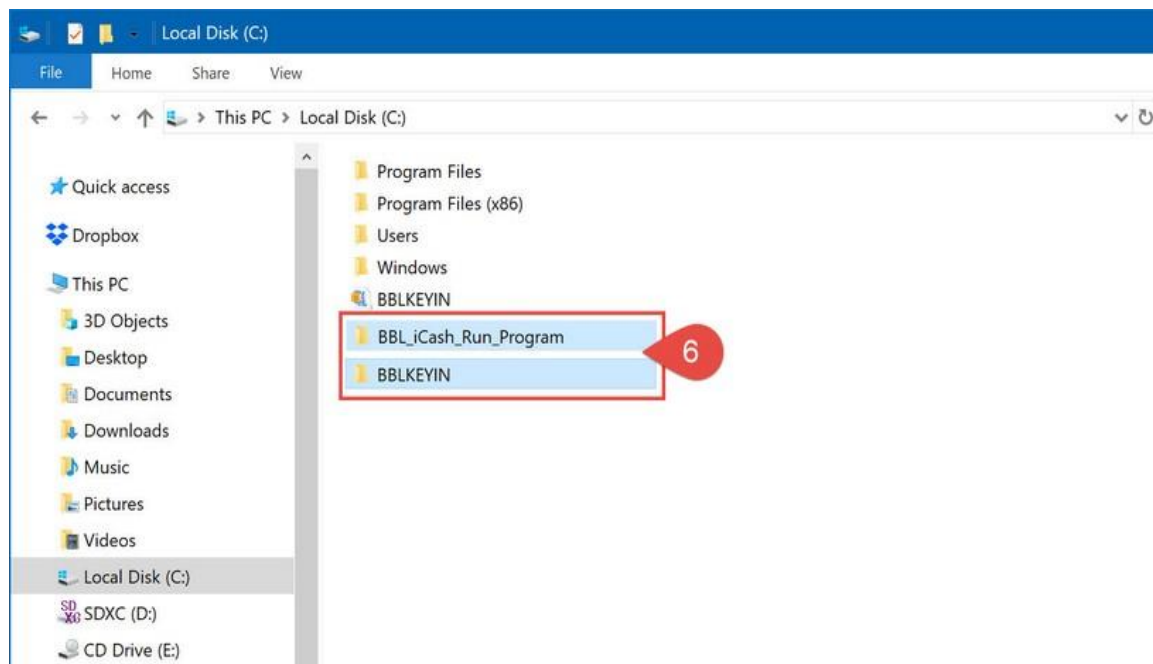 Local Disk (C:)
File Home Share View
This PC > Local Disk (C:)
Quick access
Dropbox
This PC
3D Objects
Desktop
Documents
Downloads
Music
Pictures
Videos
Local Disk (C:)
SDXC (D:)
CD Drive (E:)
Program Files
Program Files (x86)
Users
Windows
BBLKEYIN
BBL_iCash_Run_Program
BBLKEYIN
6